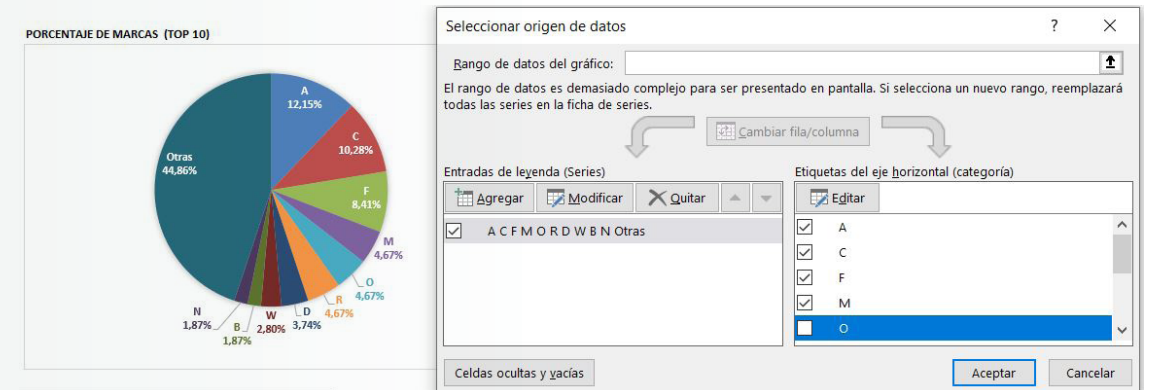 PORCENTAJE DE MARCAS (TOP 10)
A
12,15%
C
10,28%
F
8,41%
M
4,67%
O
4,67%
R
4,67%
D
3,74%
W
2,80%
B
1,87%
N
1,87%
Otras
44,86%
Seleccionar origen de datos
?
Rango de datos del gráfico:
El rango de datos es demasiado complejo para ser presentado en pantalla. Si selecciona un nuevo rango, reemplazará
todas las series en la ficha de series.
Cambiar fila/columna
Entradas de leyenda (Series)
Agregar Modificar Quitar
A C F M O R D W B N Otras
Etiquetas del eje horizontal (categoría)
Editar
A
C
F
M
O
Celdas ocultas y vacías
Aceptar Cancelar